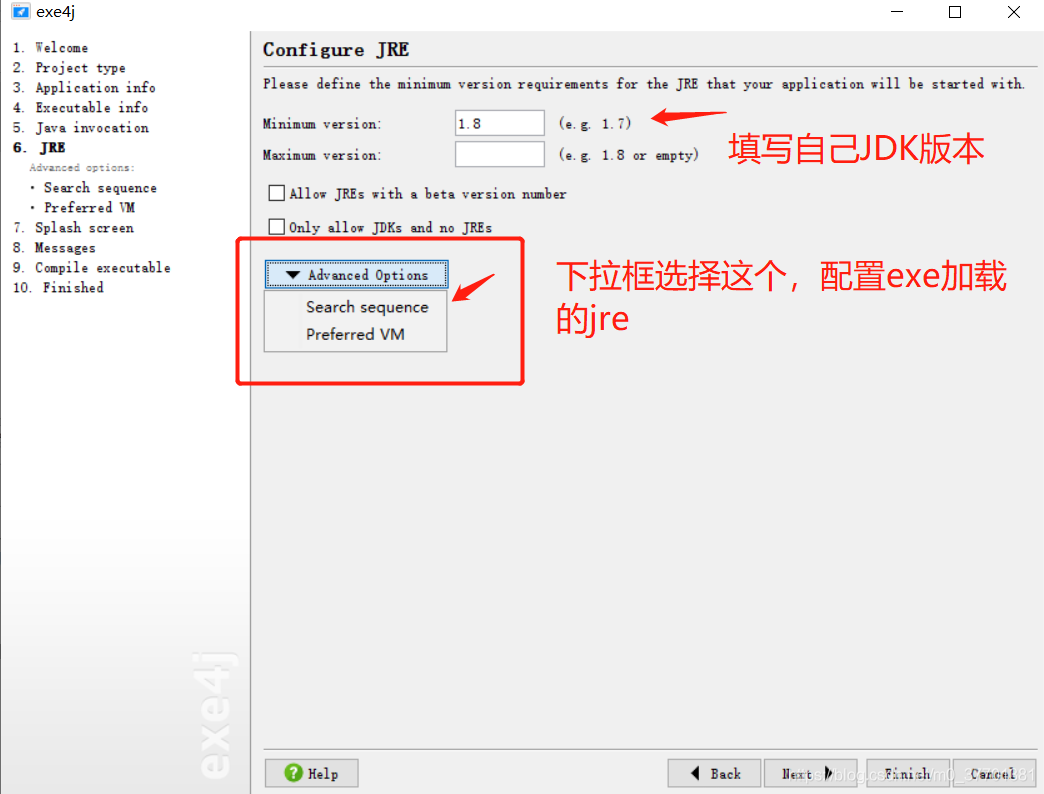 exe4j
1. Welcome
2. Project type
3. Application info
4. Executable info
5. Java invocation
6. JRE
Advanced options:
• Search sequence
• Preferred VM
7. Splash screen
8. Messages
9. Compile executable
10. Finished
exe4j
Configure JRE
Please define the minimum version requirements for the JRE that your application will be started with.
Minimum version: 1.8 (e.g. 1.7)
Maximum version: (e.g. 1.8 or empty)
填写自己JDK版本
Allow JREs with a beta version number
Only allow JDKs and no JREs
Advanced Options
Search sequence
Preferred VM
下拉框选择这个，配置exe加载
的jre
Help
Back
Next
Finish
Cancel